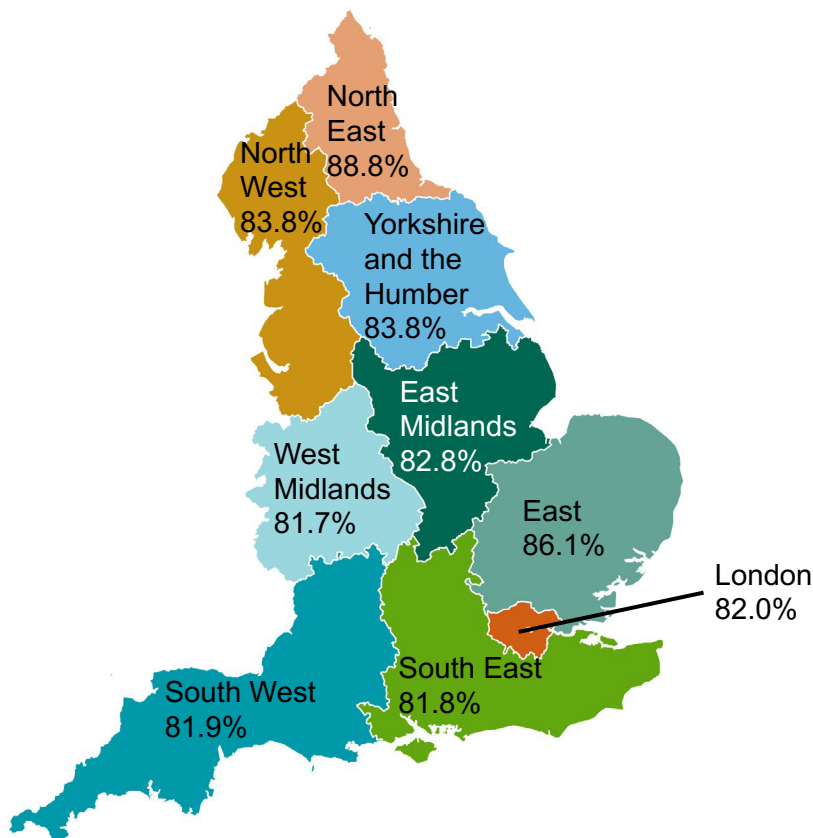 North
East
88.8%
North
West
83.8%
Yorkshire
and the
Humber
83.8%
East
Midlands
82.8%
West
Midlands
81.7%
East
86.1%
London
82.0%
South East
81.8%
South West
81.9%